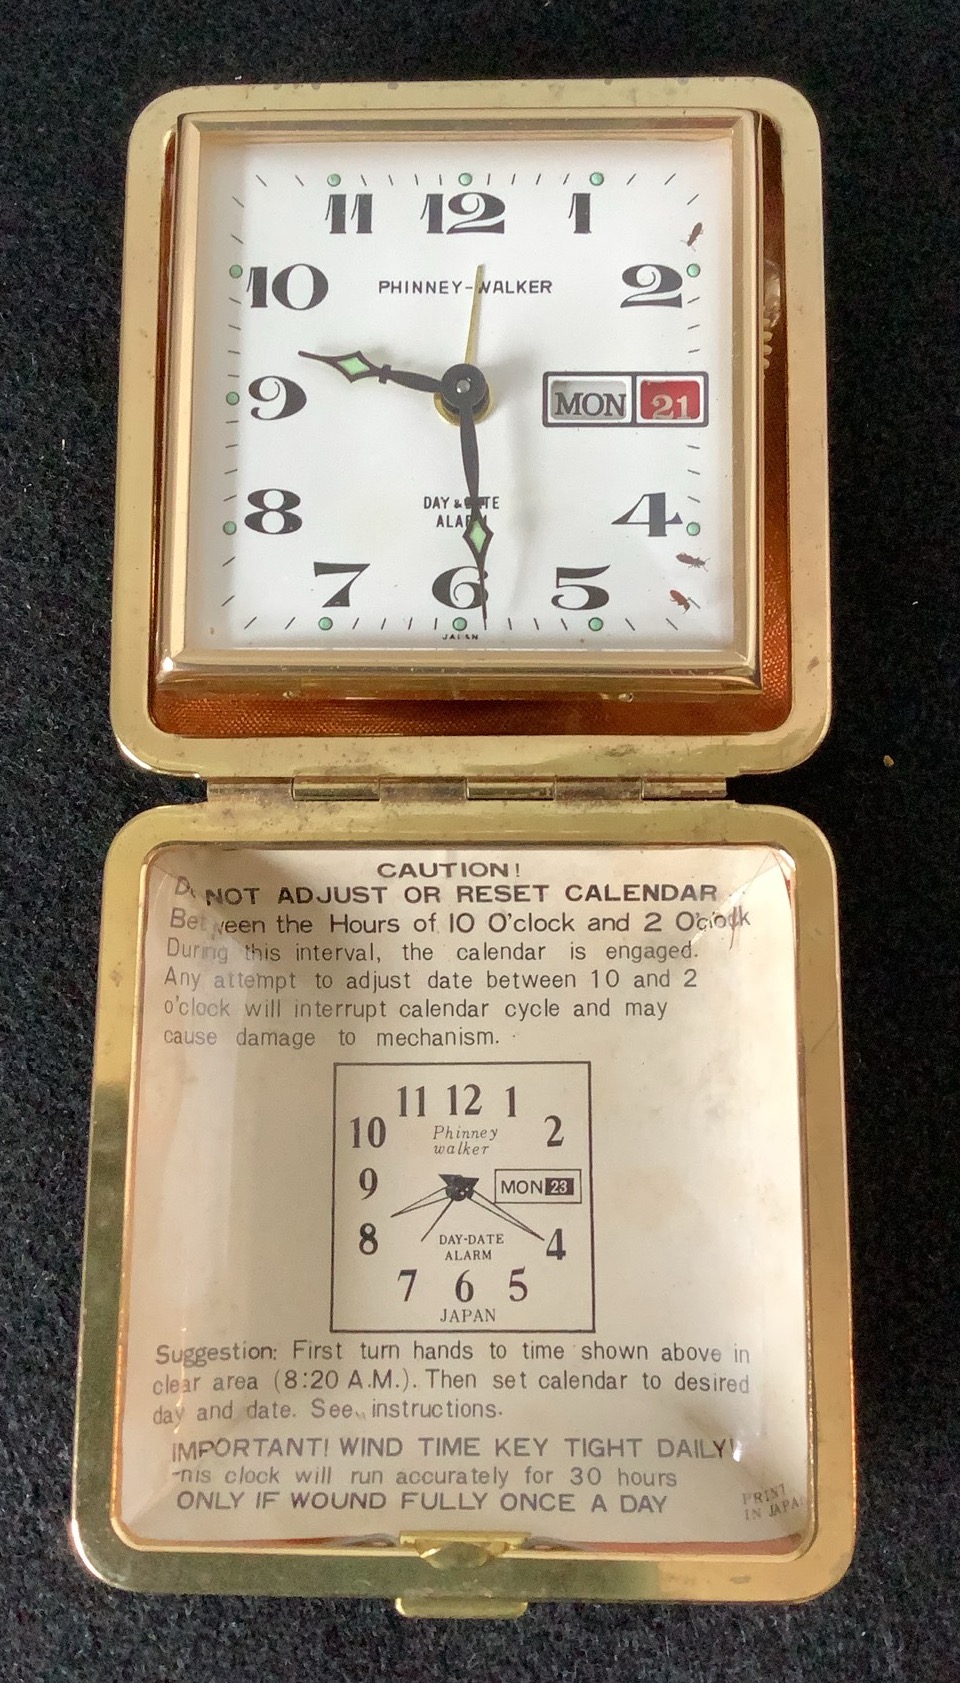 11 12 1
10 PHINNEY-WALKER 2
9 MON 21
8 DAY & DATE 4
ALARM
7 6 5
JAPAN
CAUTION!
Do NOT ADJUST OR RESET CALENDAR
Between the Hours of 10 O'clock and 2 O'clock
During this interval, the calendar is engaged.
Any attempt to adjust date between 10 and 2
o'clock will interrupt calendar cycle and may
cause damage to mechanism.
11 12 1
10 Phinney 2
walker
9 MON 23
8 DAY-DATE 4
ALARM
7 6 5
JAPAN
Suggestion: First turn hands to time shown above in
clear area (8:20 A.M.). Then set calendar to desired
day and date. See instructions.
IMPORTANT! WIND TIME KEY TIGHT DAILY!
This clock will run accurately for 30 hours
ONLY IF WOUND FULLY ONCE A DAY
PRINT
IN JAPAN